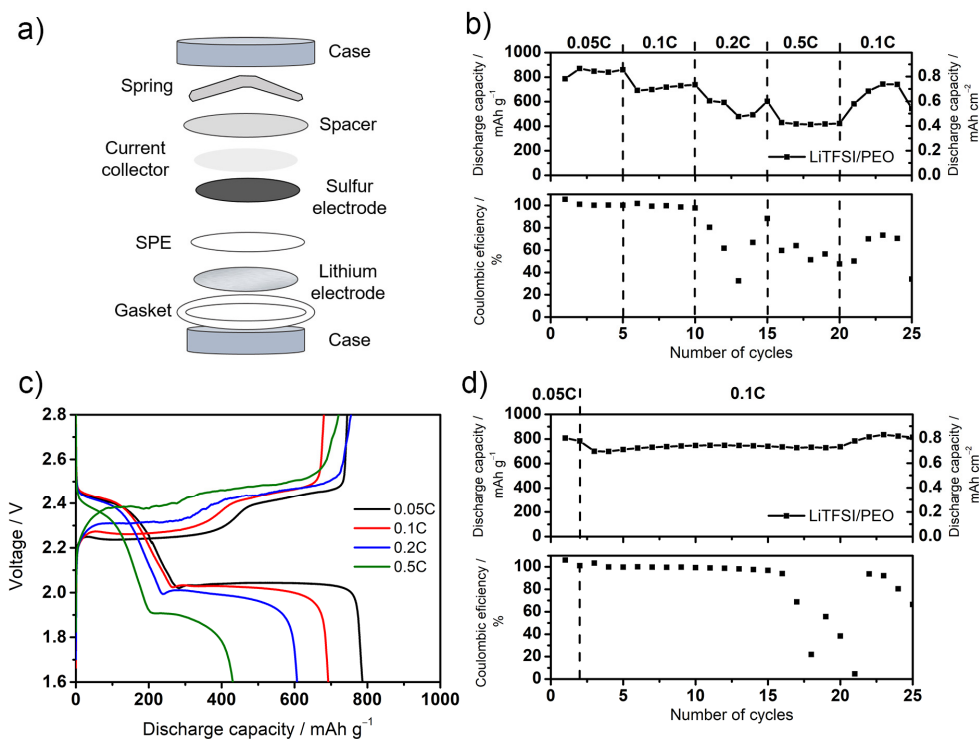 a)
Case
Spring
Spacer
Current
collector
Sulfur
electrode
SPE
Lithium
electrode
Gasket
Case
b)
0.05C 0.1C 0.2C 0.5C 0.1C
Discharge capacity /
mAh g⁻¹
1000
800
600
400
200
0
LiTFSI/PEO
1.0
0.8
0.6
0.4
0.2
0.0
Discharge capacity /
mAh cm⁻²
Coulombic eficiency /
%
100
80
60
40
20
0
0 5 10 15 20 25
Number of cycles
c)
Voltage / V
2.8
2.6
2.4
2.2
2.0
1.8
1.6
0.05C
0.1C
0.2C
0.5C
0 200 400 600 800 1000
Discharge capacity / mAh g⁻¹
d)
0.05C 0.1C
Discharge capacity /
mAh g⁻¹
1000
800
600
400
200
0
LiTFSI/PEO
1.0
0.8
0.6
0.4
0.2
0.0
Discharge capacity /
mAh cm⁻²
Coulombic eficiency /
%
100
80
60
40
20
0
0 5 10 15 20 25
Number of cycles